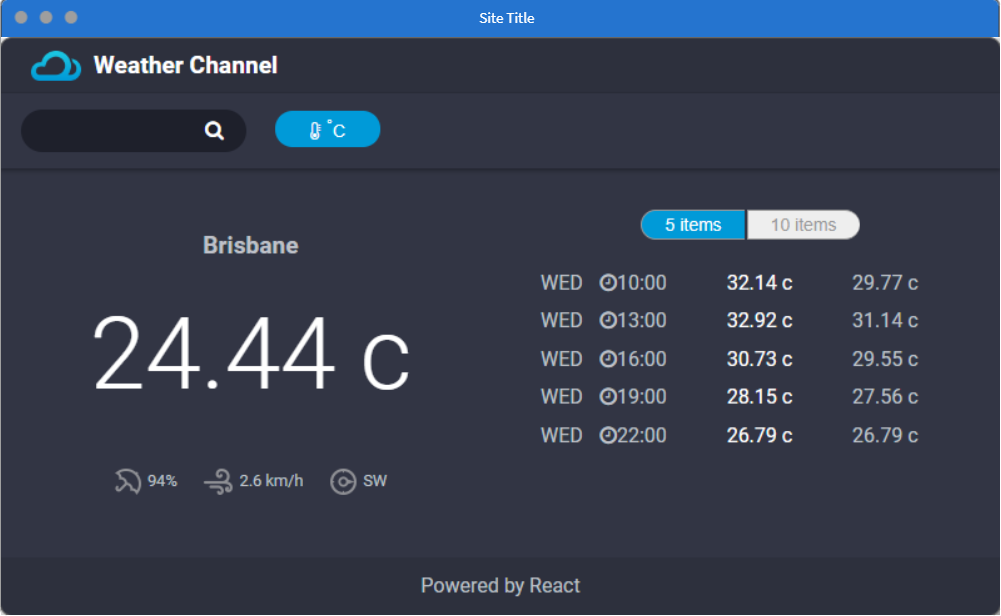 Site Title
Weather Channel
°C
Brisbane
24.44 c
94% 2.6 km/h SW
5 items 10 items
WED 10:00 32.14 c 29.77 c
WED 13:00 32.92 c 31.14 c
WED 16:00 30.73 c 29.55 c
WED 19:00 28.15 c 27.56 c
WED 22:00 26.79 c 26.79 c
Powered by React